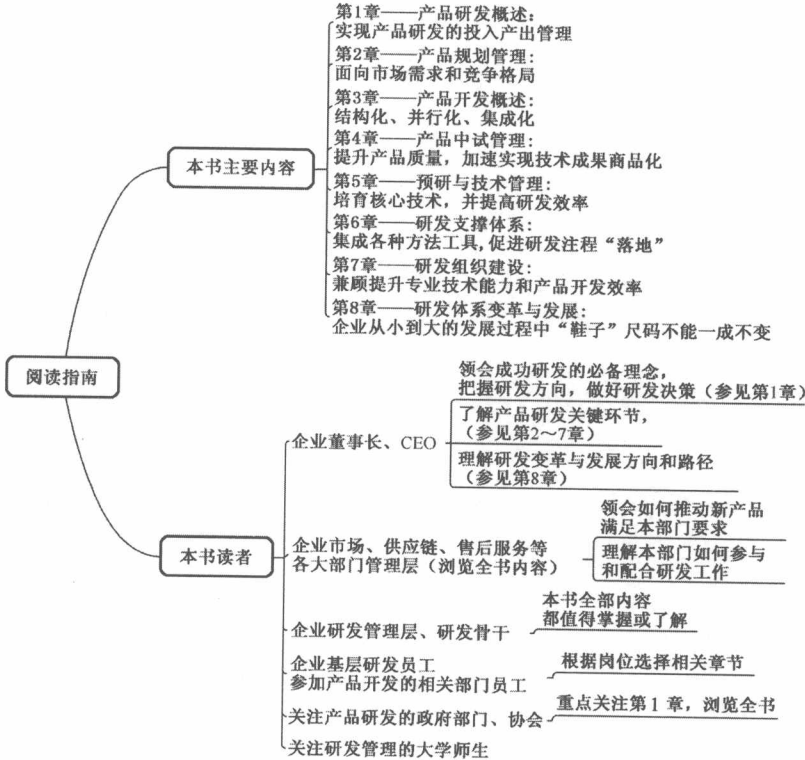 第1章——产品研发概述：
实现产品研发的投入产出管理
第2章——产品规划管理：
面向市场需求和竞争格局
第3章——产品开发概述：
结构化、并行化、集成化
第4章——产品中试管理：
提升产品质量，加速实现技术成果商品化
第5章——预研与技术管理：
培育核心技术，并提高研发效率
第6章——研发支撑体系：
集成各种方法工具，促进研发注程“落地”
第7章——研发组织建设：
兼顾提升专业技术能力和产品开发效率
第8章——研发体系变革与发展：
企业从小到大的发展过程中“鞋子”尺码不能一成不变
本书主要内容
阅读指南
本书读者
企业董事长、CEO
领会成功研发的必备理念，
把握研发方向，做好研发决策（参见第1章）
了解产品研发关键环节，
（参见第2～7章）
理解研发变革与发展方向和路径
（参见第8章）
企业市场、供应链、售后服务等
各大部门管理层（浏览全书内容）
领会如何推动新产品
满足本部门要求
理解本部门如何参与
和配合研发工作
企业研发管理层、研发骨干
本书全部内容
都值得掌握或了解
企业基层研发员工
参加产品开发的相关部门员工
根据岗位选择相关章节
关注产品研发的政府部门、协会
重点关注第1章，浏览全书
关注研发管理的大学师生